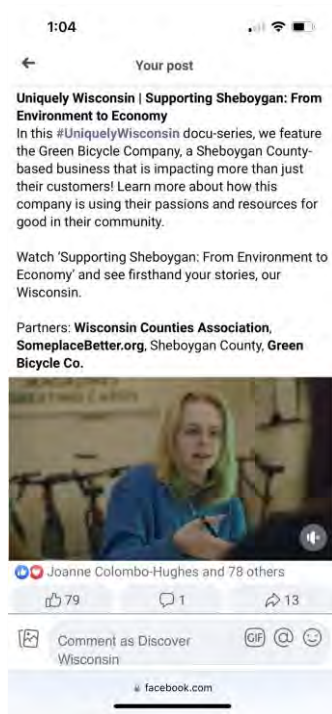 1:04
Your post
Uniquely Wisconsin | Supporting Sheboygan: From
Environment to Economy
In this #UniquelyWisconsin docu-series, we feature
the Green Bicycle Company, a Sheboygan County-
based business that is impacting more than just
their customers! Learn more about how this
company is using their passions and resources for
good in their community.
Watch ‘Supporting Sheboygan: From Environment to
Economy’ and see firsthand your stories, our
Wisconsin.
Partners: Wisconsin Counties Association,
SomeplaceBetter.org, Sheboygan County, Green
Bicycle Co.
Joanne Colombo-Hughes and 78 others
79 1 13
Comment as Discover
Wisconsin
GIF
facebook.com